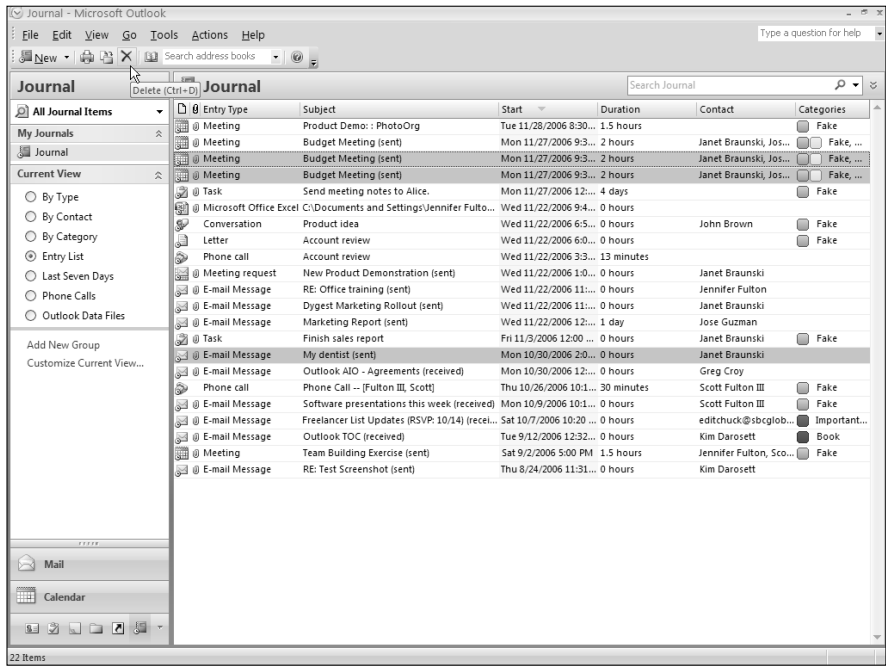 Journal - Microsoft Outlook
File Edit View Go Tools Actions Help
Type a question for help
New
Search address books
Journal
Delete (Ctrl+D)
Journal
Search Journal
All Journal Items
My Journals
Journal
Current View
By Type
By Contact
By Category
Entry List
Last Seven Days
Phone Calls
Outlook Data Files
Add New Group
Customize Current View...
Entry Type Subject Start Duration Contact Categories
Meeting Product Demo: : PhotoOrg Tue 11/28/2006 8:30... 1.5 hours Fake
Meeting Budget Meeting (sent) Mon 11/27/2006 9:3... 2 hours Janet Braunski, Jos... Fake, ...
Meeting Budget Meeting (sent) Mon 11/27/2006 9:3... 2 hours Janet Braunski, Jos... Fake, ...
Meeting Budget Meeting (sent) Mon 11/27/2006 9:3... 2 hours Janet Braunski, Jos... Fake, ...
Task Send meeting notes to Alice. Mon 11/27/2006 12:... 4 days Fake
Microsoft Office Excel C:\Documents and Settings\Jennifer Fulto... Wed 11/22/2006 9:4... 0 hours
Conversation Product idea Wed 11/22/2006 6:5... 0 hours John Brown Fake
Letter Account review Wed 11/22/2006 6:0... 0 hours Fake
Phone call Account review Wed 11/22/2006 3:3... 13 minutes
Meeting request New Product Demonstration (sent) Wed 11/22/2006 1:0... 0 hours Janet Braunski
E-mail Message RE: Office training (sent) Wed 11/22/2006 11:... 0 hours Jennifer Fulton
E-mail Message Dygest Marketing Rollout (sent) Wed 11/22/2006 11:... 0 hours Janet Braunski
E-mail Message Marketing Report (sent) Wed 11/22/2006 12:... 1 day Jose Guzman
Task Finish sales report Fri 11/3/2006 12:00 ... 0 hours Janet Braunski Fake
E-mail Message My dentist (sent) Mon 10/30/2006 2:0... 0 hours Janet Braunski
E-mail Message Outlook AIO - Agreements (received) Mon 10/30/2006 12:... 0 hours Greg Croy
Phone call Phone Call -- [Fulton III, Scott] Thu 10/26/2006 10:1... 30 minutes Scott Fulton III Fake
E-mail Message Software presentations this week (received) Mon 10/9/2006 10:1... 0 hours Scott Fulton III Fake
E-mail Message Freelancer List Updates (RSVP: 10/14) (recei... Sat 10/7/2006 10:20 ... 0 hours editchuck@sbcglob... Important...
E-mail Message Outlook TOC (received) Tue 9/12/2006 12:32... 0 hours Kim Darosett Book
Meeting Team Building Exercise (sent) Sat 9/2/2006 5:00 PM 1.5 hours Jennifer Fulton, Sco... Fake
E-mail Message RE: Test Screenshot (sent) Thu 8/24/2006 11:31... 0 hours Kim Darosett
Mail
Calendar
22 Items